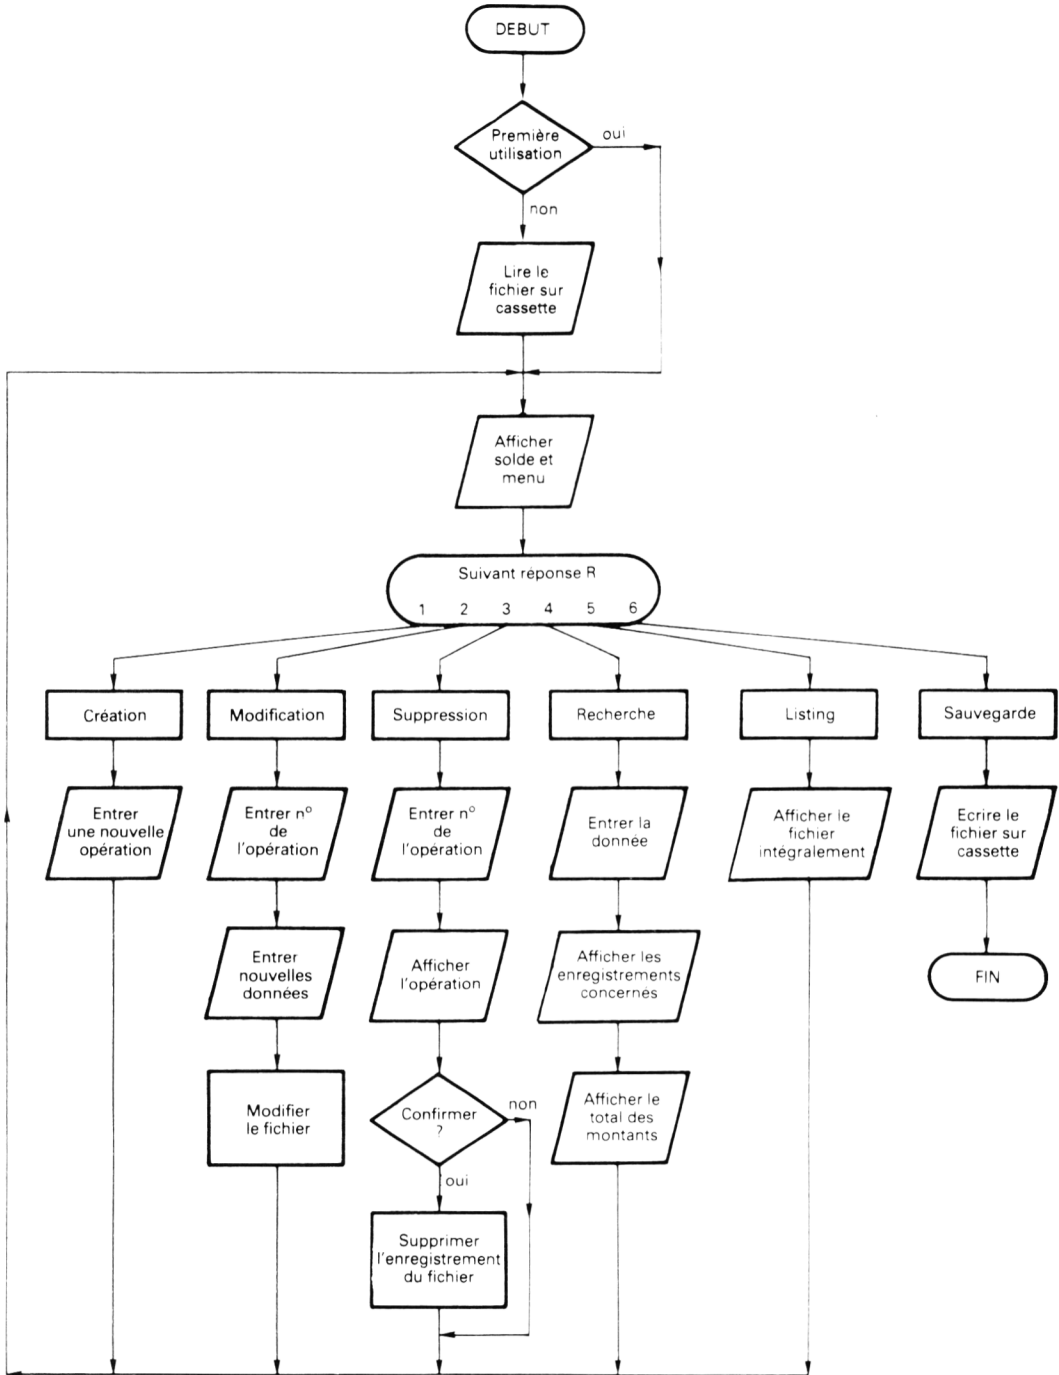 DEBUT
Première
utilisation
oui
non
Lire le
fichier sur
cassette
Afficher
solde et
menu
Suivant réponse R
1 2 3 4 5 6
Création
Modification
Suppression
Recherche
Listing
Sauvegarde
Entrer
une nouvelle
opération
Entrer nº
de
l'opération
Entrer nº
de
l'opération
Entrer la
donnée
Afficher le
fichier
intégralement
Ecrire le
fichier sur
cassette
Entrer
nouvelles
données
Afficher
l'opération
Afficher les
enregistrements
concernés
FIN
Modifier
le fichier
Confirmer
?
non
oui
Afficher le
total des
montants
Supprimer
l'enregistrement
du fichier